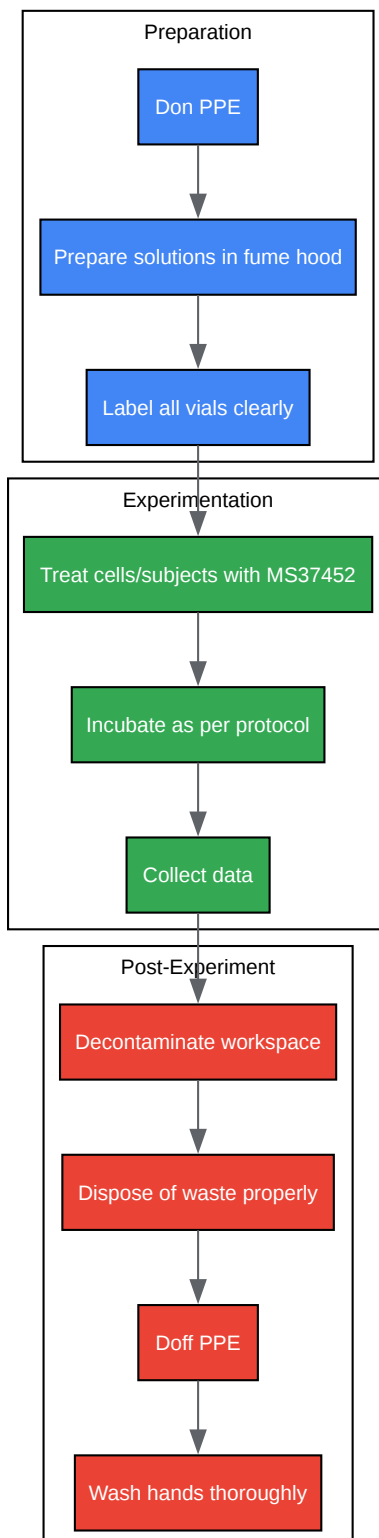 Preparation
Don PPE
Prepare solutions in fume hood
Label all vials clearly
Experimentation
Treat cells/subjects with MS37452
Incubate as per protocol
Collect data
Post-Experiment
Decontaminate workspace
Dispose of waste properly
Doff PPE
Wash hands thoroughly